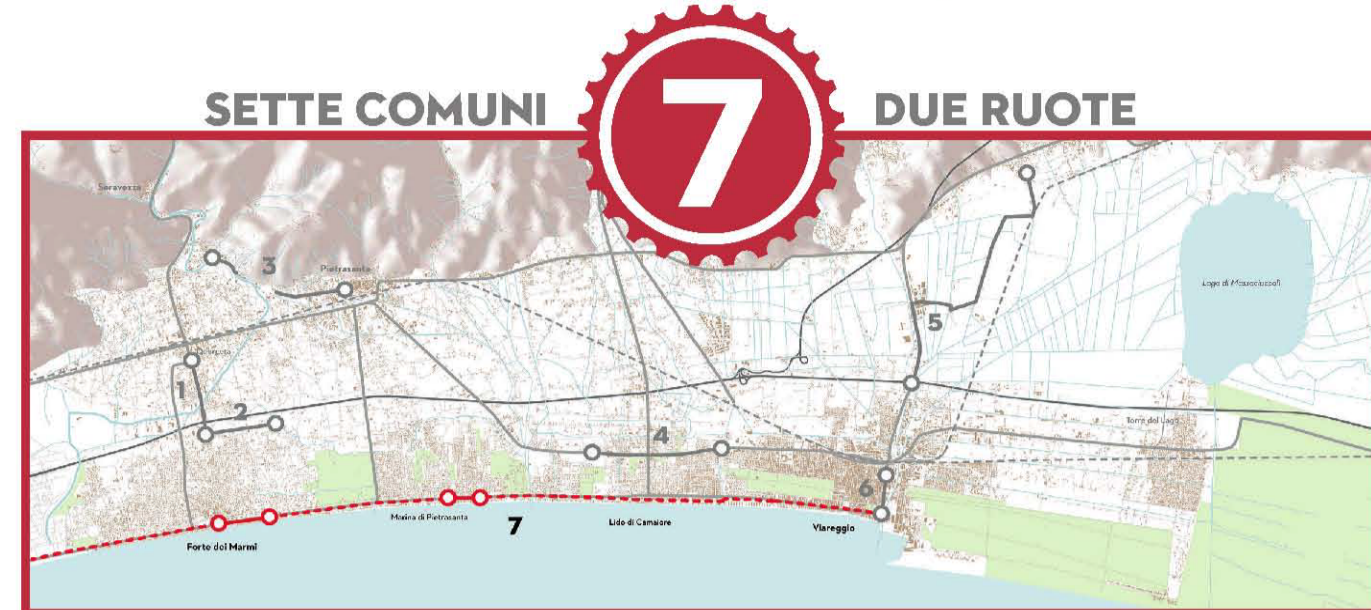 SETTE COMUNI
7
DUE RUOTE
Seravezza
3
Pietrasanta
Lago di Massaciuccoli
5
1
2
4
Torre del Lago
6
Marina di Pietrasanta
7
Lido di Camaiore
Viareggio
Forte dei Marmi